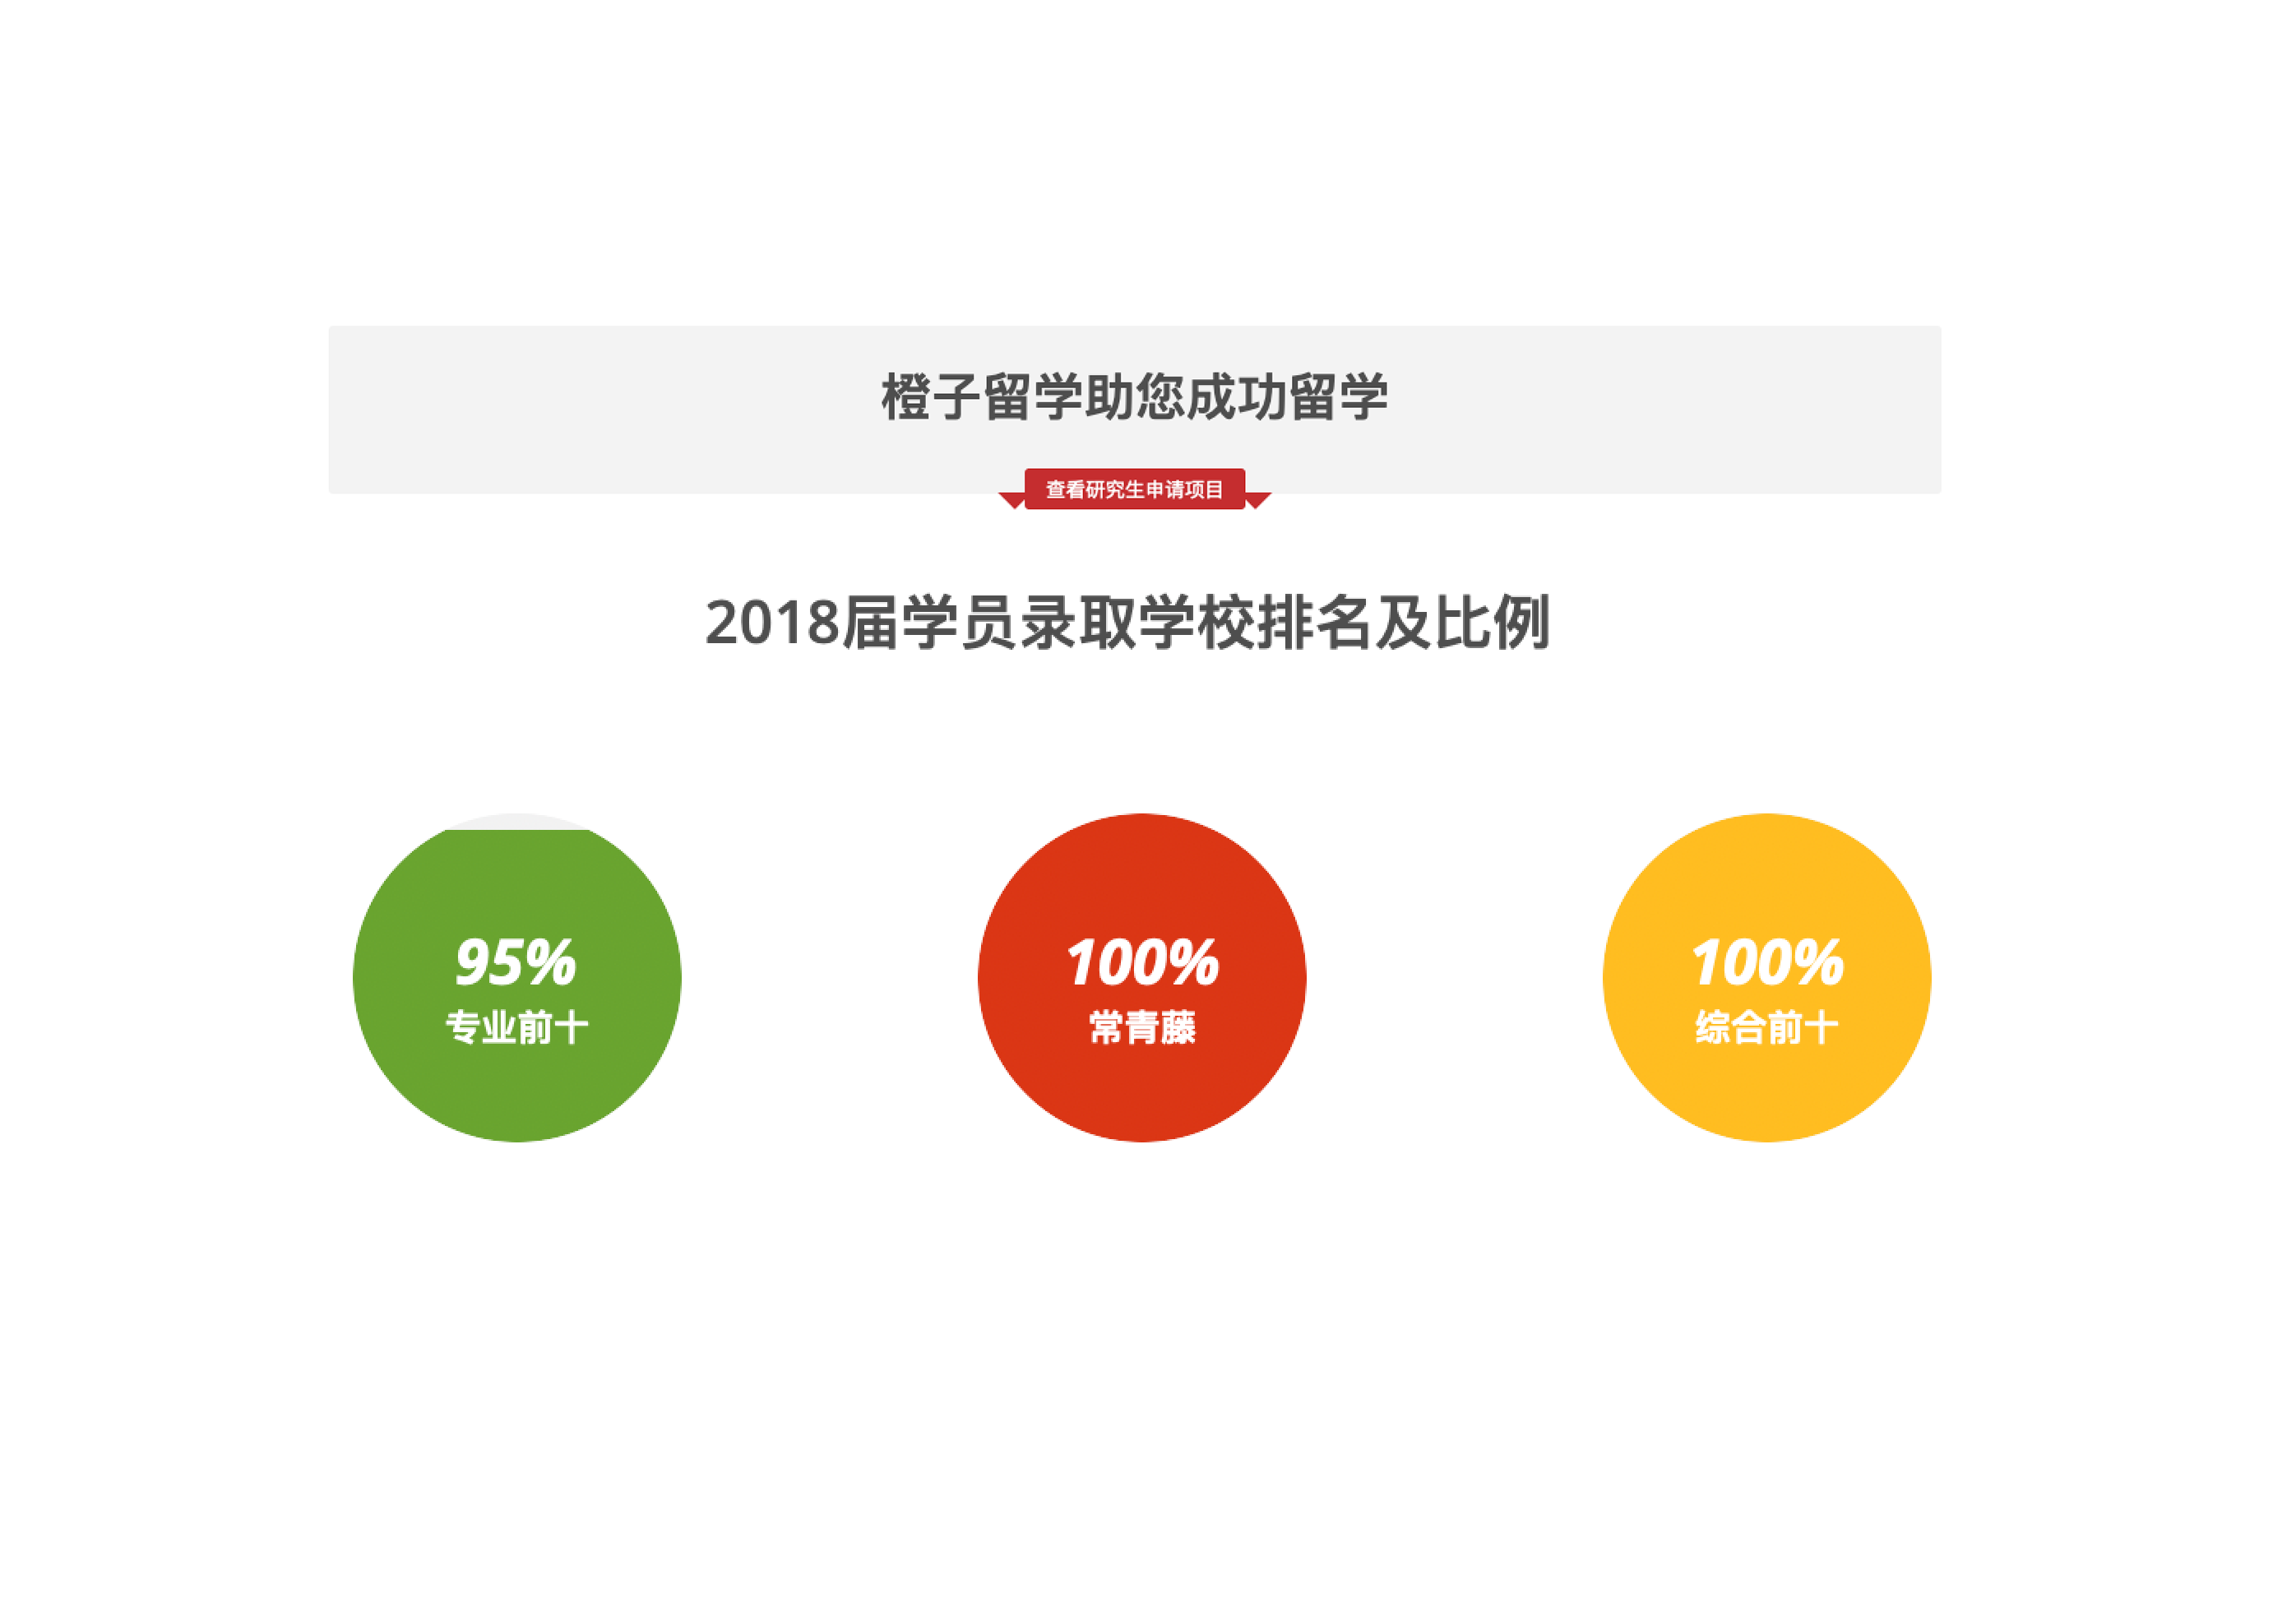 橙子留学助您成功留学
查看研究生申请项目
2018届学员录取学校排名及比例
95%
专业前十
100%
常青藤
100%
综合前十